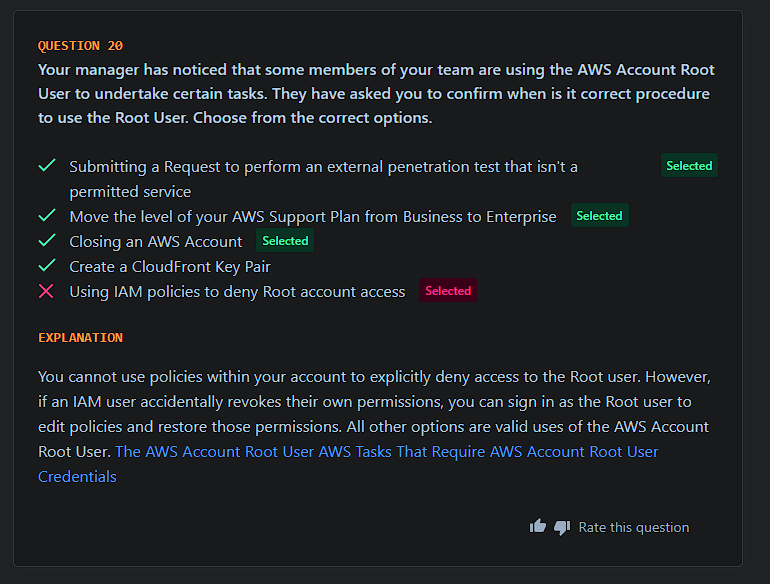 QUESTION 20
Your manager has noticed that some members of your team are using the AWS Account Root
User to undertake certain tasks. They have asked you to confirm when is it correct procedure
to use the Root User. Choose from the correct options.
Submitting a Request to perform an external penetration test that isn't a Selected
permitted service
Move the level of your AWS Support Plan from Business to Enterprise Selected
Closing an AWS Account Selected
Create a CloudFront Key Pair
Using IAM policies to deny Root account access Selected
EXPLANATION
You cannot use policies within your account to explicitly deny access to the Root user. However,
if an IAM user accidentally revokes their own permissions, you can sign in as the Root user to
edit policies and restore those permissions. All other options are valid uses of the AWS Account
Root User. The AWS Account Root User AWS Tasks That Require AWS Account Root User
Credentials
Rate this question